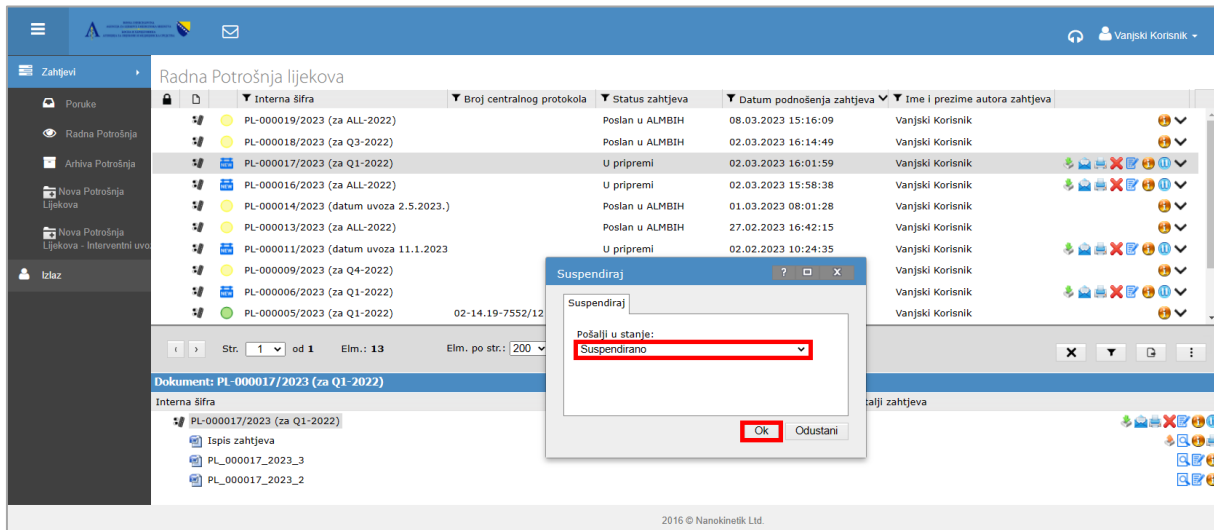 Vanjski Korisnik
Zahtjevi
Poruke
Radna Potrošnja
Arhiva Potrošnja
Nova Potrošnja
Lijekova
Nova Potrošnja
Lijekova - Interventni uvo
Izlaz
Radna Potrošnja lijekova
Interna šifra Broj centralnog protokola Status zahtjeva Datum podnošenja zahtjeva Ime i prezime autora zahtjeva
PL-000019/2023 (za ALL-2022) Poslan u ALMBIH 08.03.2023 15:16:09 Vanjski Korisnik
PL-000018/2023 (za Q3-2022) Poslan u ALMBIH 02.03.2023 16:14:49 Vanjski Korisnik
PL-000017/2023 (za Q1-2022) U pripremi 02.03.2023 16:01:59 Vanjski Korisnik
PL-000016/2023 (za ALL-2022) U pripremi 02.03.2023 15:58:38 Vanjski Korisnik
PL-000014/2023 (datum uvoza 2.5.2023.) Poslan u ALMBIH 01.03.2023 08:01:28 Vanjski Korisnik
PL-000013/2023 (za ALL-2022) Poslan u ALMBIH 27.02.2023 16:42:15 Vanjski Korisnik
PL-000011/2023 (datum uvoza 11.1.2023 U pripremi 02.02.2023 10:24:35 Vanjski Korisnik
PL-000009/2023 (za Q4-2022) Vanjski Korisnik
PL-000006/2023 (za Q1-2022) Vanjski Korisnik
PL-000005/2023 (za Q1-2022) 02-14.19-7552/12 Vanjski Korisnik
Str. 1 od 1 Elm.: 13 Elm. po str.: 200
Suspendiraj ? X
Suspendiraj
Pošalji u stanje:
Suspendirano
Ok Odustani
Dokument: PL-000017/2023 (za Q1-2022)
Interna šifra talji zahtjeva
PL-000017/2023 (za Q1-2022)
Ispis zahtjeva
PL_000017_2023_3
PL_000017_2023_2
2016 © Nanokinetik Ltd.